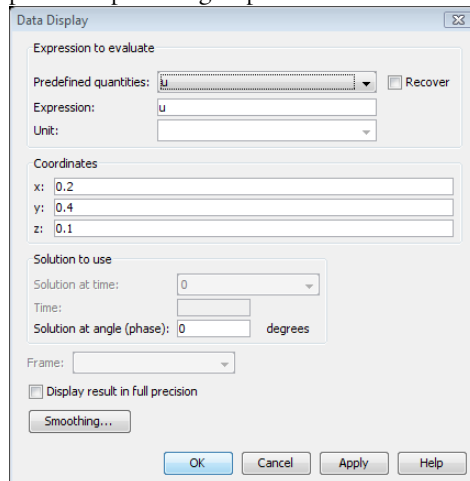 Data Display
Expression to evaluate
Predefined quantities: u Recover
Expression: u
Unit:
Coordinates
x: 0.2
y: 0.4
z: 0.1
Solution to use
Solution at time: 0
Time:
Solution at angle (phase): 0 degrees
Frame:
Display result in full precision
Smoothing...
OK Cancel Apply Help